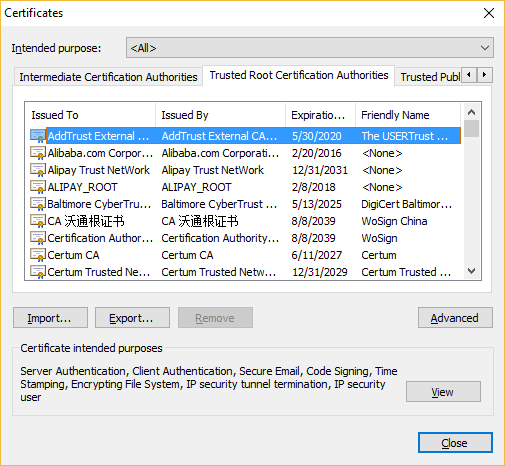 Certificates
Intended purpose: <All>
Intermediate Certification Authorities Trusted Root Certification Authorities Trusted Publ
Issued To Issued By Expiratio... Friendly Name
AddTrust External ... AddTrust External CA... 5/30/2020 The USERTrust ...
Alibaba.com Corpor... Alibaba.com Corporati... 2/20/2016 <None>
Alipay Trust NetWork Alipay Trust NetWork 12/31/2031 <None>
ALIPAY_ROOT ALIPAY_ROOT 2/8/2018 <None>
Baltimore CyberTru... Baltimore CyberTrust ... 5/13/2025 DigiCert Baltimor...
CA 沃通根证书 CA 沃通根证书 8/8/2039 WoSign China
Certification Author... Certification Authority... 8/8/2039 WoSign
Certum CA Certum CA 6/11/2027 Certum
Certum Trusted Ne... Certum Trusted Netw... 12/31/2029 Certum Trusted ...
Import... Export... Remove Advanced
Certificate intended purposes
Server Authentication, Client Authentication, Secure Email, Code Signing, Time
Stamping, Encrypting File System, IP security tunnel termination, IP security
user
View
Close